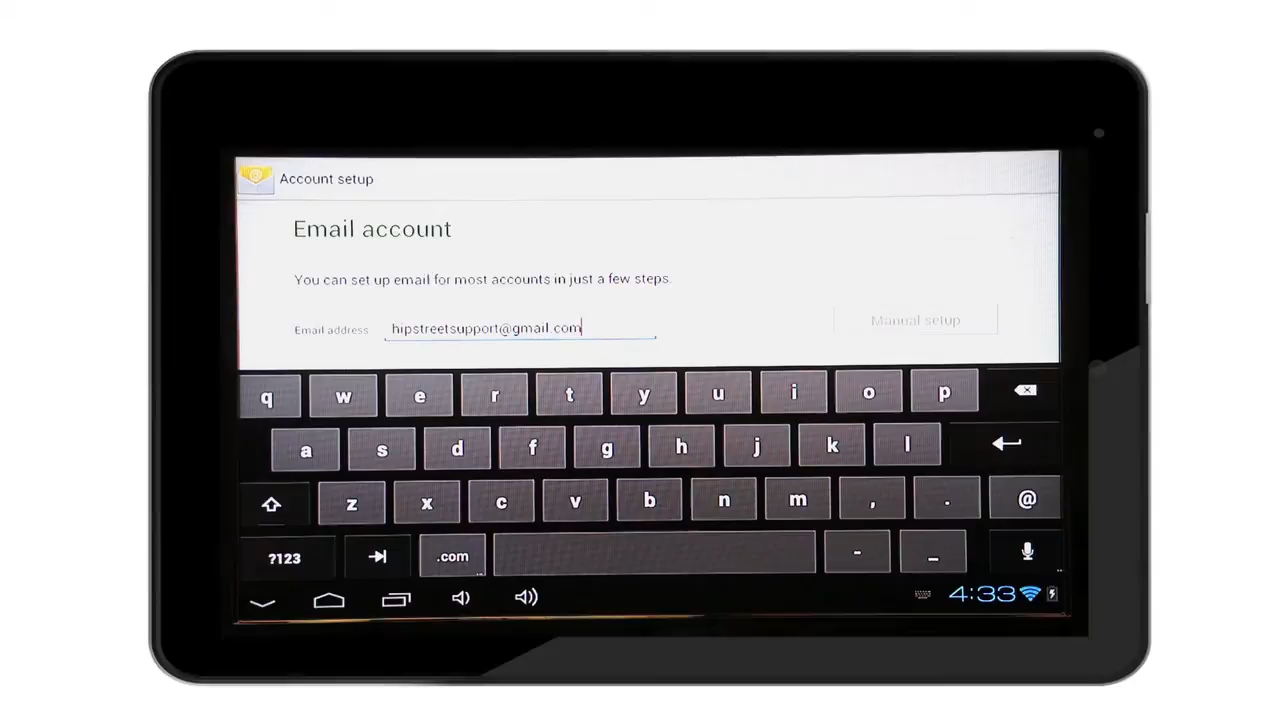 Account setup
Email account
You can set up email for most accounts in just a few steps.
Email address hipstreetsupport@gmail.com
Manual setup
q w e r t y u i o p
a s d f g h j k l
z x c v b n m , . @
?123 .com - _
4:33